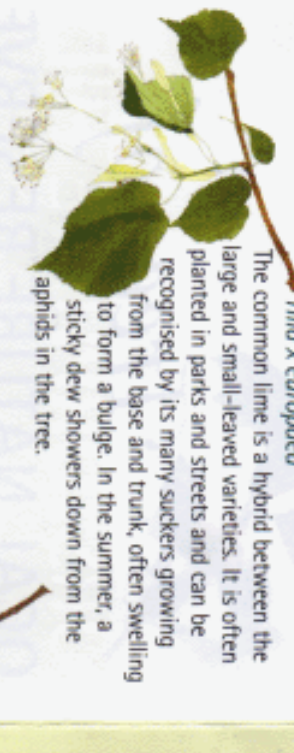 Tilia x europaea
The common lime is a hybrid between the
large and small-leaved varieties. It is often
planted in parks and streets and can be
recognised by its many suckers growing
from the base and trunk, often swelling
to form a bulge. In the summer, a
sticky dew showers down from the
aphids in the tree.